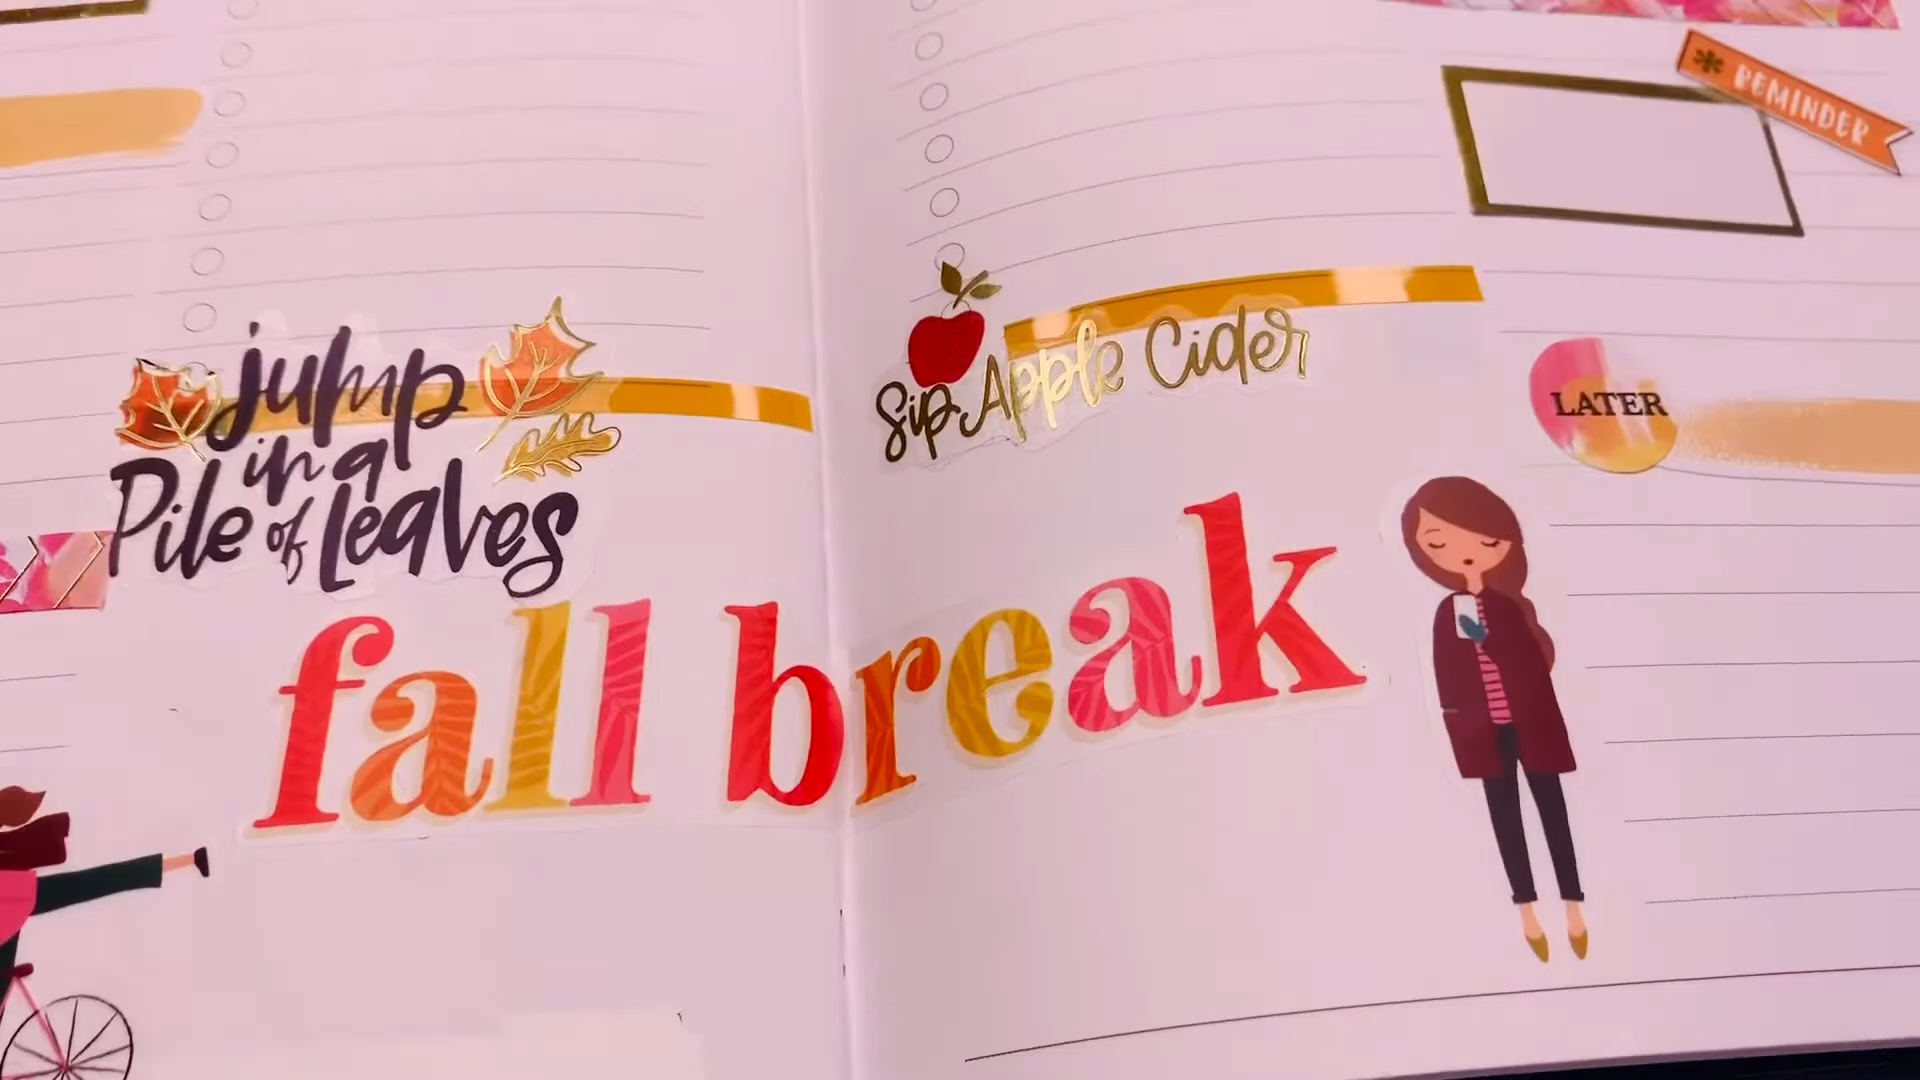 REMINDER
jump
in a
Pile of Leaves
Sip Apple Cider
LATER
fall break